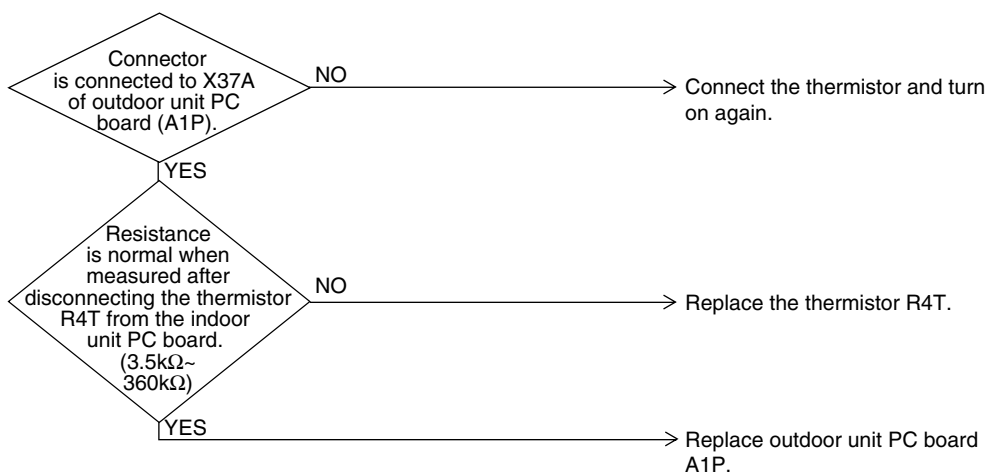 Connector
is connected to X37A
of outdoor unit PC
board (A1P).
NO
Connect the thermistor and turn
on again.
YES
Resistance
is normal when
measured after
disconnecting the thermistor
R4T from the indoor
unit PC board.
(3.5kΩ~
360kΩ)
NO
Replace the thermistor R4T.
YES
Replace outdoor unit PC board
A1P.